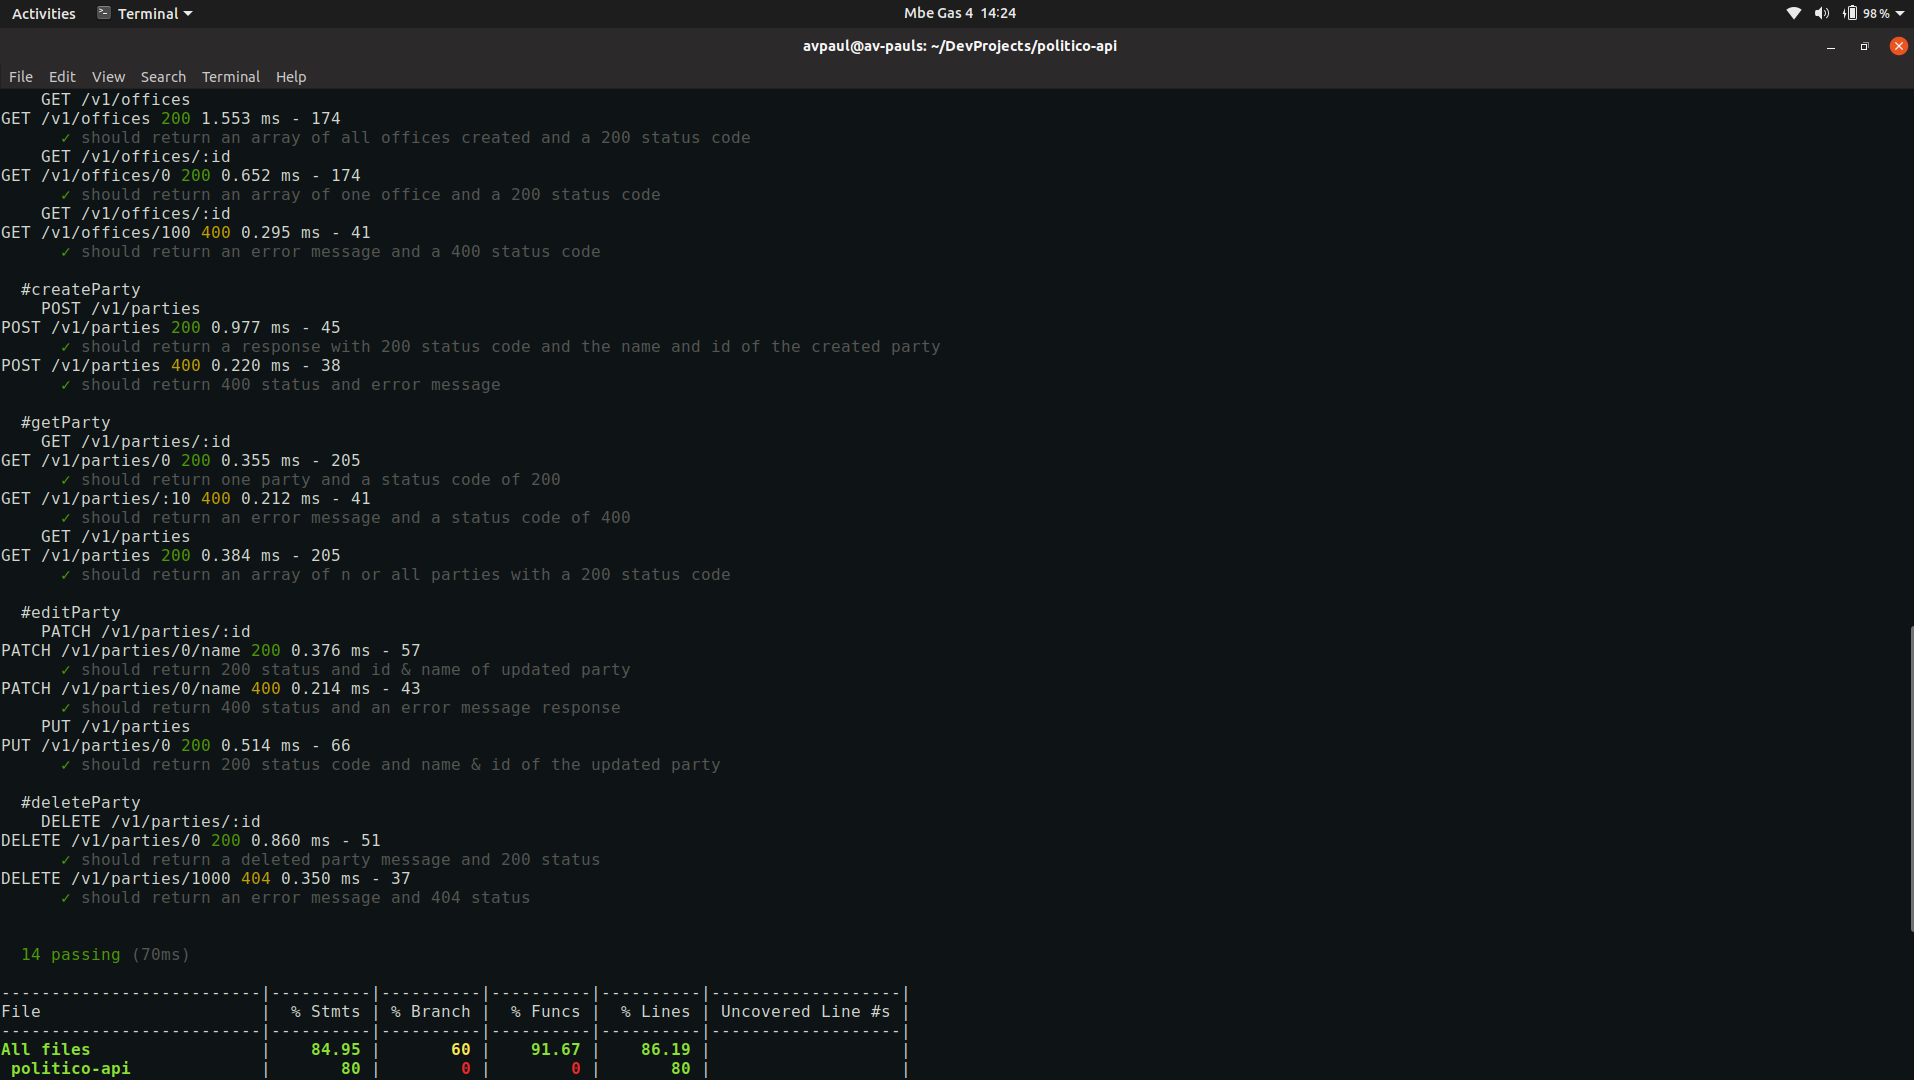 Activities Terminal Mbe Gas 4 14:24 98 %
avpaul@av-pauls: ~/DevProjects/politico-api
File Edit View Search Terminal Help
    GET /v1/offices
GET /v1/offices 200 1.553 ms - 174
      ✓ should return an array of all offices created and a 200 status code
    GET /v1/offices/:id
GET /v1/offices/0 200 0.652 ms - 174
      ✓ should return an array of one office and a 200 status code
    GET /v1/offices/:id
GET /v1/offices/100 400 0.295 ms - 41
      ✓ should return an error message and a 400 status code
  #createParty
    POST /v1/parties
POST /v1/parties 200 0.977 ms - 45
      ✓ should return a response with 200 status code and the name and id of the created party
POST /v1/parties 400 0.220 ms - 38
      ✓ should return 400 status and error message
  #getParty
    GET /v1/parties/:id
GET /v1/parties/0 200 0.355 ms - 205
      ✓ should return one party and a status code of 200
GET /v1/parties/:10 400 0.212 ms - 41
      ✓ should return an error message and a status code of 400
    GET /v1/parties
GET /v1/parties 200 0.384 ms - 205
      ✓ should return an array of n or all parties with a 200 status code
  #editParty
    PATCH /v1/parties/:id
PATCH /v1/parties/0/name 200 0.376 ms - 57
      ✓ should return 200 status and id & name of updated party
PATCH /v1/parties/0/name 400 0.214 ms - 43
      ✓ should return 400 status and an error message response
    PUT /v1/parties
PUT /v1/parties/0 200 0.514 ms - 66
      ✓ should return 200 status code and name & id of the updated party
  #deleteParty
    DELETE /v1/parties/:id
DELETE /v1/parties/0 200 0.860 ms - 51
      ✓ should return a deleted party message and 200 status
DELETE /v1/parties/1000 404 0.350 ms - 37
      ✓ should return an error message and 404 status
  14 passing (70ms)
--------------------------|----------|----------|----------|----------|-------------------|
File                      |  % Stmts | % Branch |  % Funcs |  % Lines | Uncovered Line #s |
--------------------------|----------|----------|----------|----------|-------------------|
All files                 |    84.95 |       60 |    91.67 |    86.19 |                   |
 politico-api             |       80 |        0 |        0 |       80 |                   |